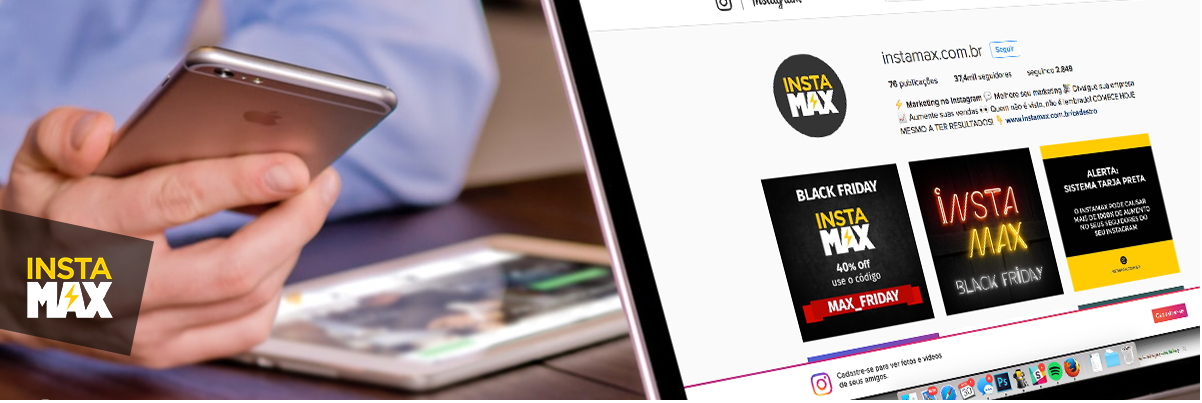 INSTA
MAX
Instagram
instamax.com.br Seguir
76 publicações 37,4mil seguidores seguindo 2.849
Marketing no Instagram Melhore seu marketing Divulgue sua empresa
Aumente suas vendas Quem não é visto, não é lembrado! COMECE HOJE
MESMO A TER RESULTADOS! www.instamax.com.br/cadastro
INSTA
MAX
BLACK FRIDAY
INSTA
MAX
40% off
use o código
MAX_FRIDAY
INSTA
MAX
BLACK FRIDAY
ALERTA:
SISTEMA TARJA PRETA
O INSTAMAX PODE CAUSAR
MAIS DE 1000% DE AUMENTO
NO SEUS SEGUIDORES DO
SEU INSTAGRAM
Cadastre-se para ver fotos e vídeos
de seus amigos.
Cadastre-se
30
Ps